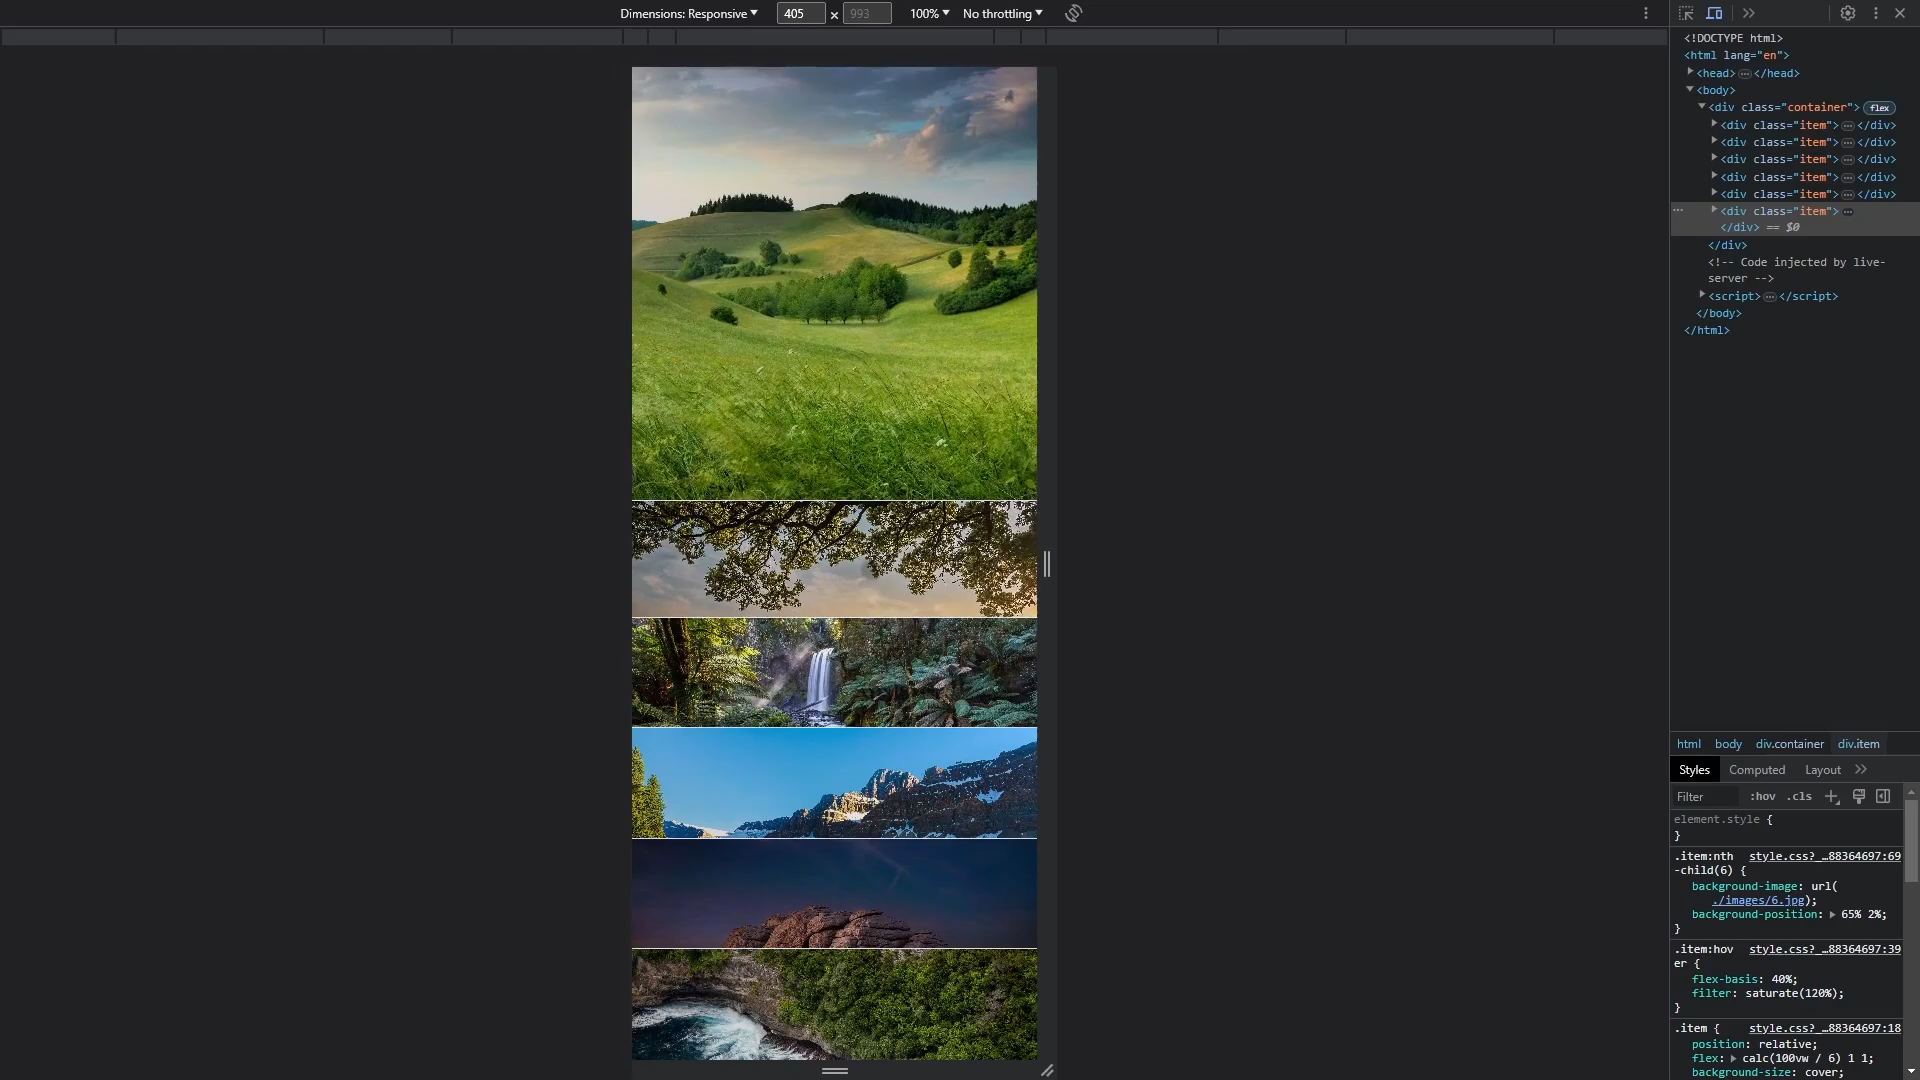 Dimensions: Responsive 405 × 993 100% No throttling
<!DOCTYPE html>
<html lang="en">
<head> </head>
<body>
<div class="container"> flex
<div class="item"> </div>
<div class="item"> </div>
<div class="item"> </div>
<div class="item"> </div>
<div class="item"> </div>
<div class="item">
</div> == $0
</div>
<!-- Code injected by live-
server -->
<script> </script>
</body>
</html>
html body div.container div.item
Styles Computed Layout
Filter :hov .cls
element.style {
}
.item:nth style.css?_…88364697:69
-child(6) {
background-image: url(
./images/6.jpg);
background-position: 65% 2%;
}
.item:hov style.css?_…88364697:39
er {
flex-basis: 40%;
filter: saturate(120%);
}
.item { style.css?_…88364697:18
position: relative;
flex: calc(100vw / 6) 1 1;
background-size: cover;